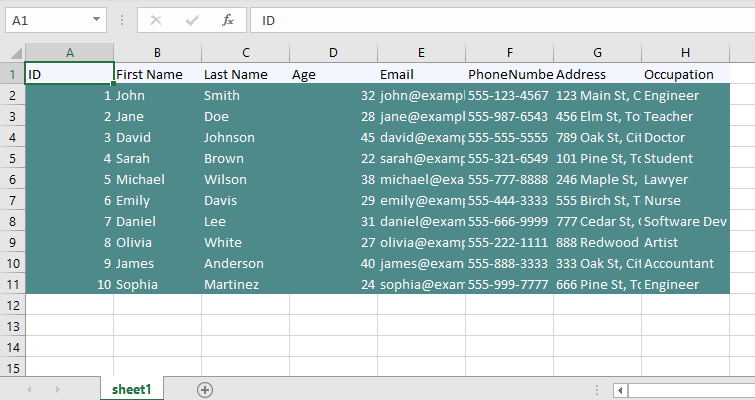 A1 fx ID
A B C D E F G H
1 ID First Name Last Name Age Email PhoneNumbe Address Occupation
2 1 John Smith 32 john@exampl 555-123-4567 123 Main St, C Engineer
3 2 Jane Doe 28 jane@exampl 555-987-6543 456 Elm St, To Teacher
4 3 David Johnson 45 david@examp 555-555-5555 789 Oak St, Cit Doctor
5 4 Sarah Brown 22 sarah@examp 555-321-6549 101 Pine St, To Student
6 5 Michael Wilson 38 michael@exa 555-777-8888 246 Maple St, Lawyer
7 6 Emily Davis 29 emily@examp 555-444-3333 555 Birch St, T Nurse
8 7 Daniel Lee 31 daniel@exam 555-666-9999 777 Cedar St, Software Dev
9 8 Olivia White 27 olivia@examp 555-222-1111 888 Redwood Artist
10 9 James Anderson 40 james@exam 555-888-3333 333 Oak St, Cit Accountant
11 10 Sophia Martinez 24 sophia@exam 555-999-7777 666 Pine St, To Engineer
12
13
14
15
sheet1